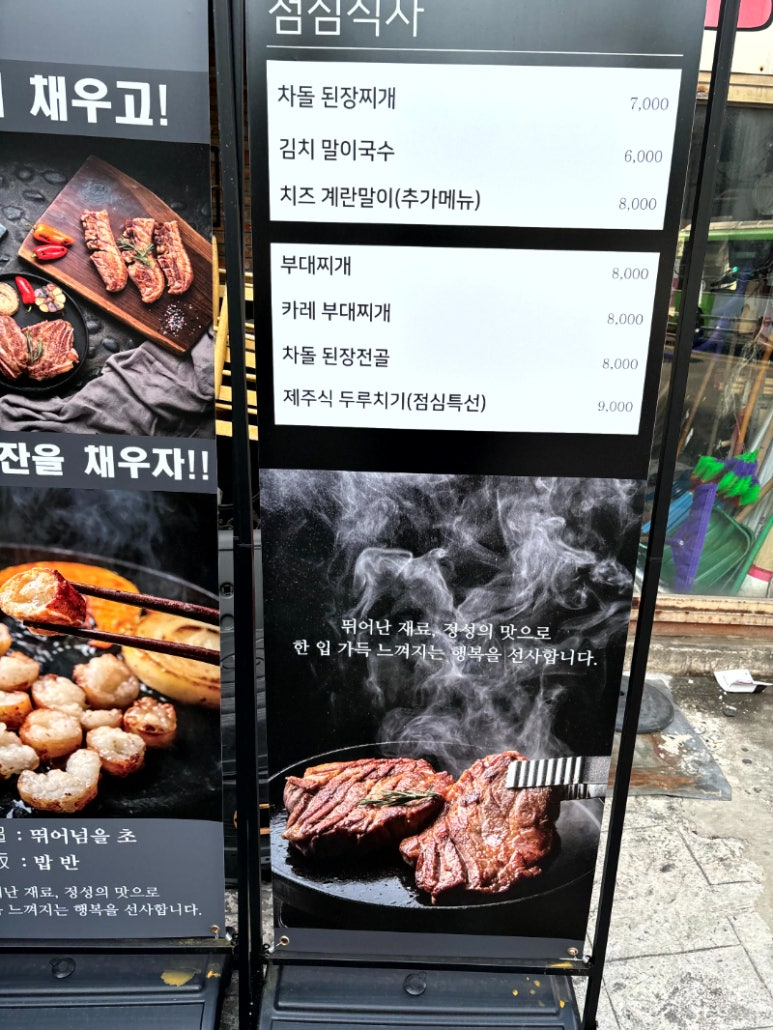 채우고!
잔을 채우자!!
: 뛰어넘을 초
: 밥 반
재료, 정성의 맛으로
느껴지는 행복을 선사합니다.
점심식사
차돌 된장찌개 7,000
김치 말이국수 6,000
치즈 계란말이(추가메뉴) 8,000
부대찌개 8,000
카레 부대찌개 8,000
차돌 된장전골 8,000
제주식 두루치기(점심특선) 9,000
뛰어난 재료, 정성의 맛으로
한 입 가득 느껴지는 행복을 선사합니다.